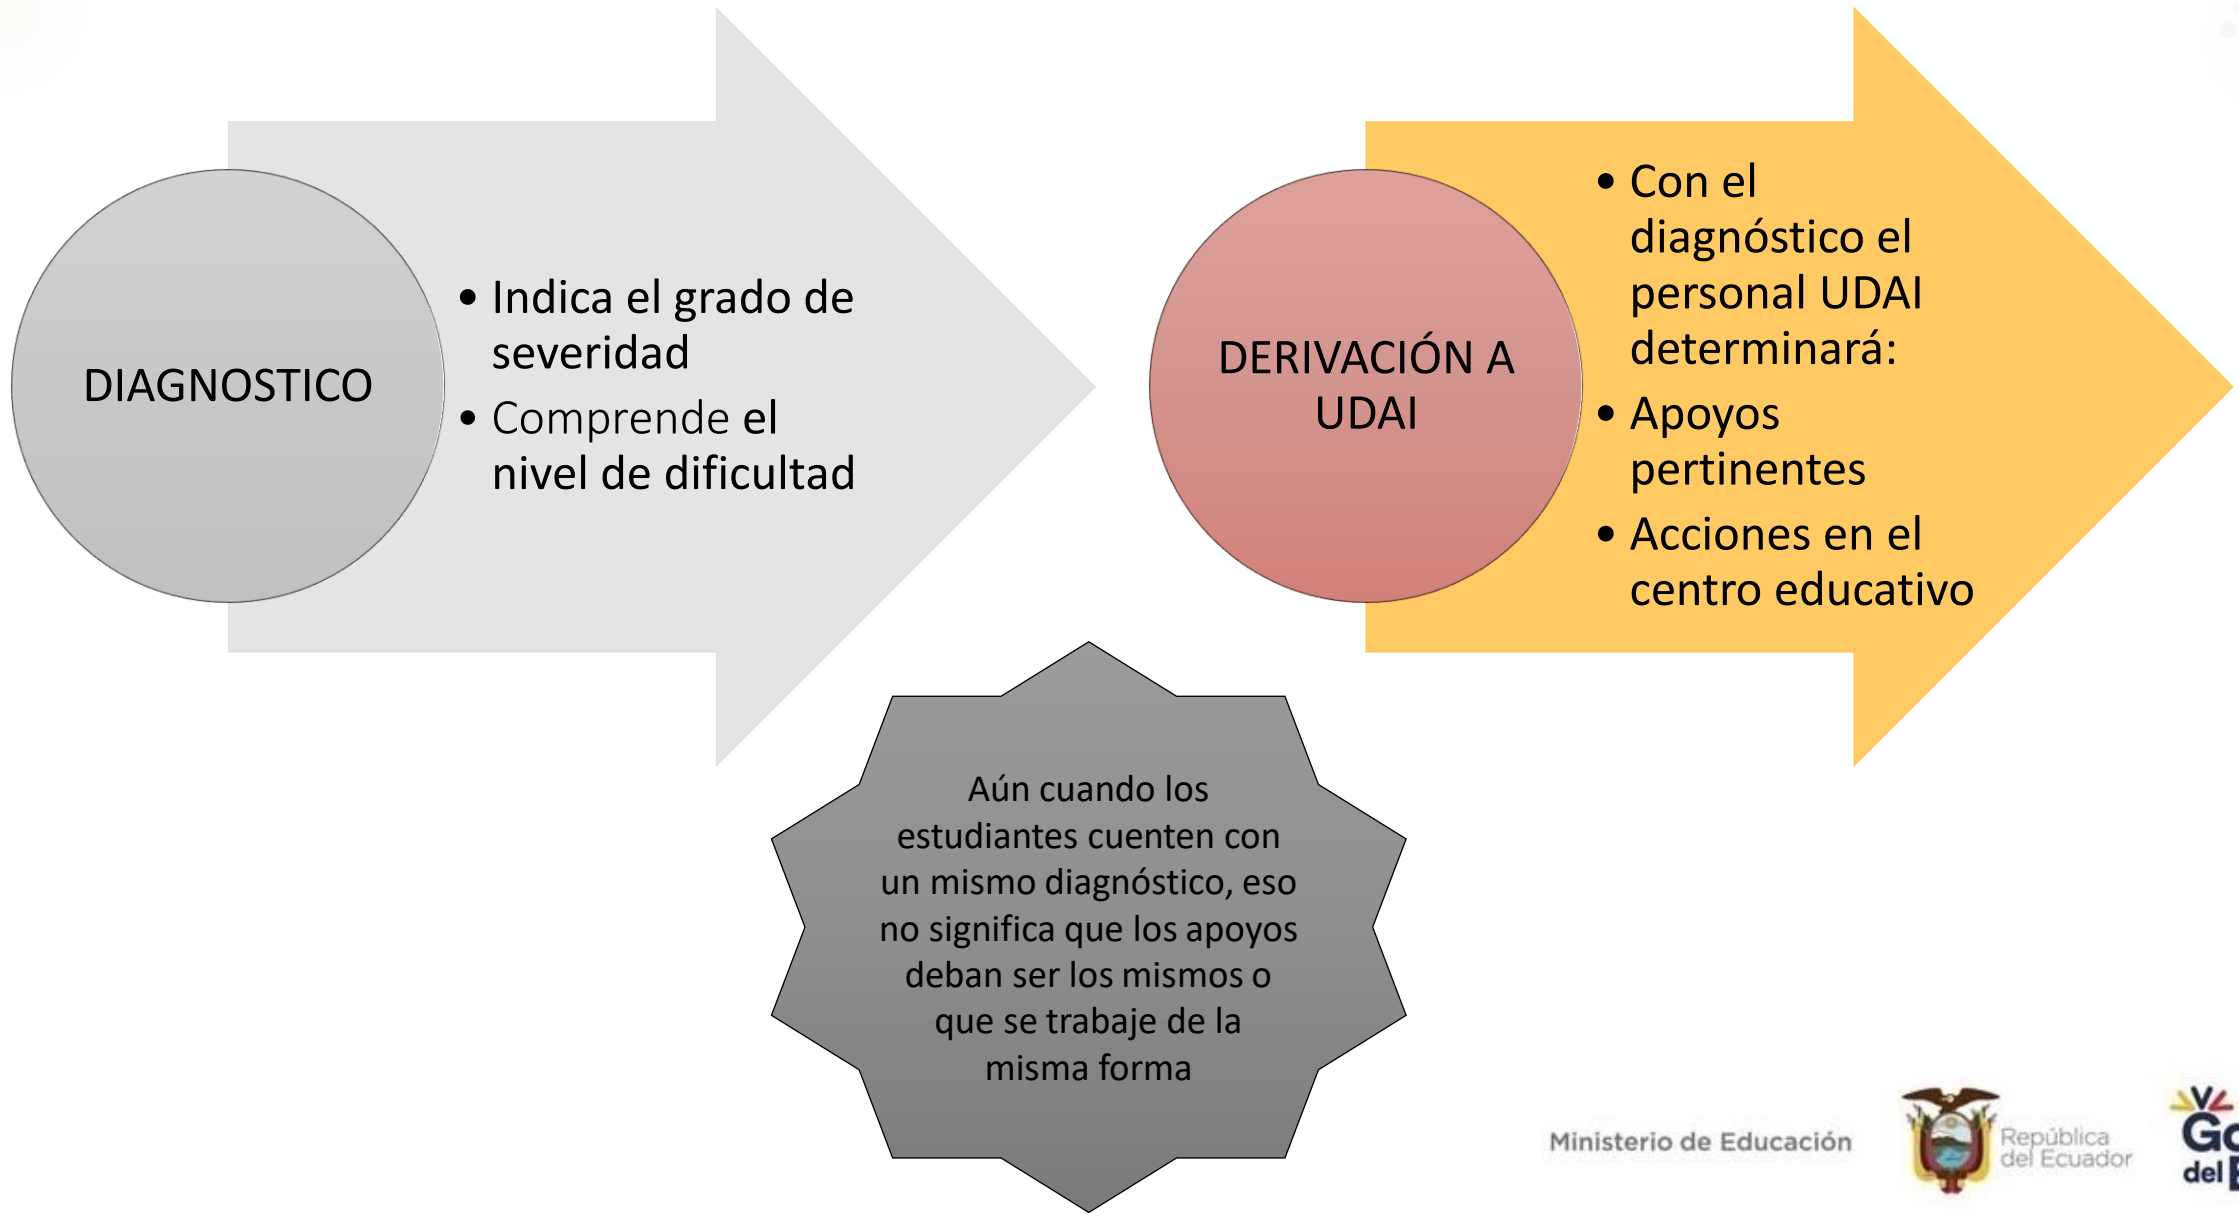 DIAGNOSTICO
• Indica el grado de
severidad
• Comprende el
nivel de dificultad
DERIVACIÓN A
UDAI
• Con el
diagnóstico el
personal UDAI
determinará:
• Apoyos
pertinentes
• Acciones en el
centro educativo
Aún cuando los
estudiantes cuenten con
un mismo diagnóstico, eso
no significa que los apoyos
deban ser los mismos o
que se trabaje de la
misma forma
Ministerio de Educación
República
del Ecuador
del